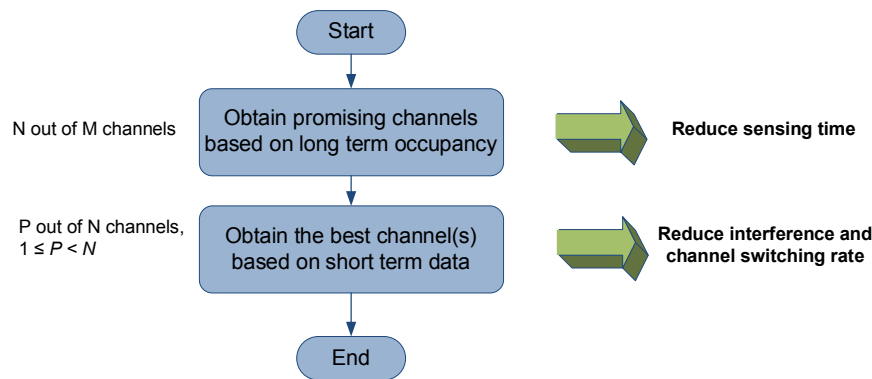 Start
N out of M channels
Obtain promising channels
based on long term occupancy
Reduce sensing time
P out of N channels,
1 ≤ P < N
Obtain the best channel(s)
based on short term data
Reduce interference and
channel switching rate
End